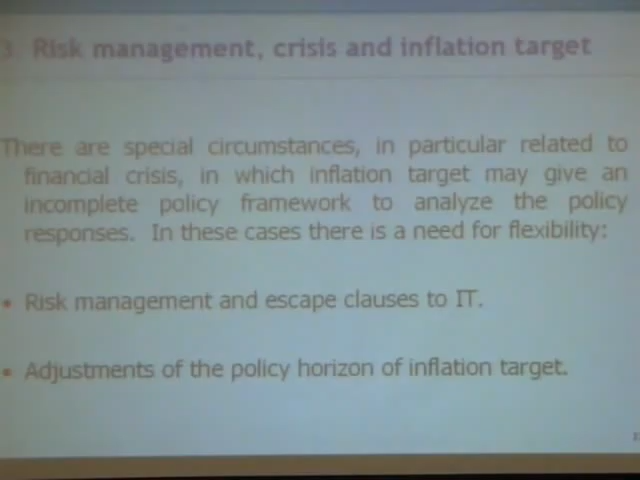 3. Risk management, crisis and inflation target
There are special circumstances, in particular related to
financial crisis, in which inflation target may give an
incomplete policy framework to analyze the policy
responses. In these cases there is a need for flexibility:
• Risk management and escape clauses to IT.
• Adjustments of the policy horizon of inflation target.